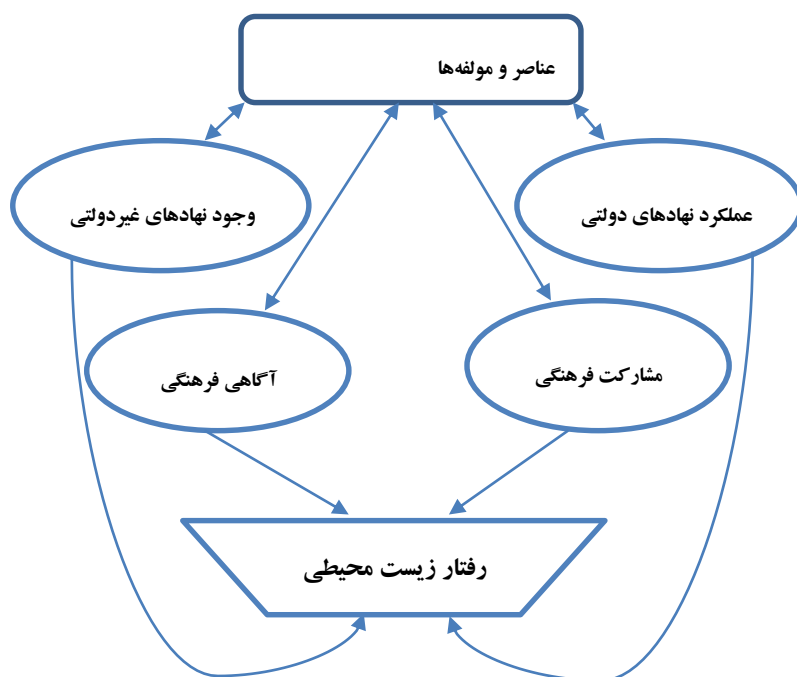 عناصر و مولفه‌ها
عملکرد نهادهای دولتی
وجود نهادهای غیردولتی
مشارکت فرهنگی
آگاهی فرهنگی
رفتار زیست محیطی